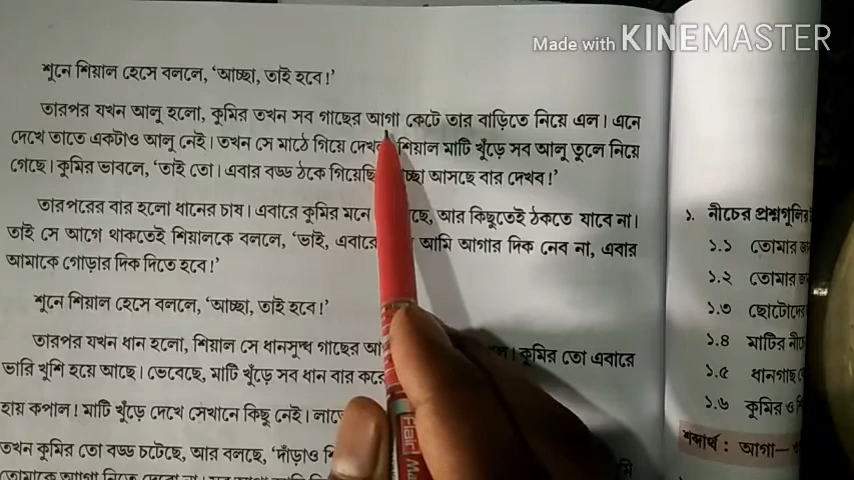 Made with KINEMASTER
শুনে শিয়াল হেসে বললে, 'আচ্ছা, তাই হবে!'
তারপর যখন আলু হলো, কুমির তখন সব গাছের আগা কেটে তার বাড়িতে নিয়ে এল। এনে
দেখে তাতে একটাও আলু নেই। তখন সে মাঠে গিয়ে দেখল শিয়াল মাটি খুঁড়ে সব আলু তুলে নিয়ে
গেছে। কুমির ভাবলে, 'তাই তো। এবার বড্ড ঠকে গিয়েছি আচ্ছা আসছে বার দেখব!'
তারপরের বার হলো ধানের চাষ। এবারে কুমির মনে আর কিছুতেই ঠকতে যাবে না।
তাই সে আগে থাকতেই শিয়ালকে বললে, 'ভাই, এবারে আমি আগার দিক নেব না, এবার
আমাকে গোড়ার দিক দিতে হবে!'
শুনে শিয়াল হেসে বললে, 'আচ্ছা, তাই হবে!'
তারপর যখন ধান হলো, শিয়াল সে ধানসুদ্ধ গাছের কুমির তো এবারে
ভারি খুশি হয়ে আছে। ভেবেছে, মাটি খুঁড়ে সব ধান বার
হায় কপাল! মাটি খুঁড়ে দেখে সেখানে কিছু নেই।
তখন কুমির তো বড্ড চটেছে, আর বলছে, 'দাঁড়াও
১. নীচের প্রশ্নগুলির
১.১ তোমার
১.২ তোমার
১.৩ ছোটোদের
১.৪ মাটির নীচে
১.৫ ধানগাছ
১.৬ কুমির ও
শব্দার্থ : আগা—